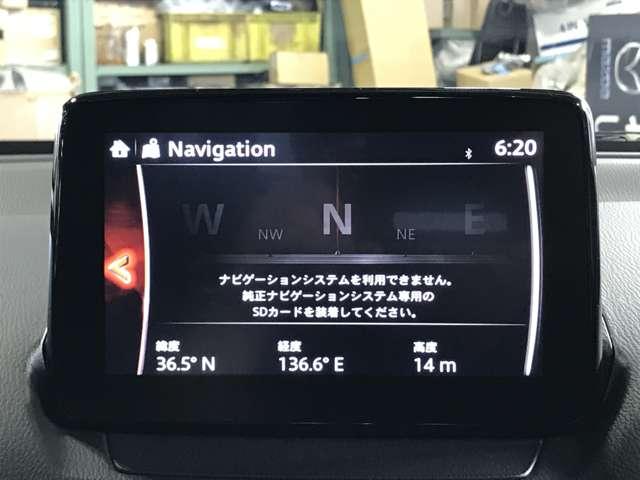 Navigation
6:20
W
NW
N
NE
E
ナビゲーションシステムを利用できません。
純正ナビゲーションシステム専用の
SDカードを装着してください。
緯度 経度 高度
36.5° N 136.6° E 14 m